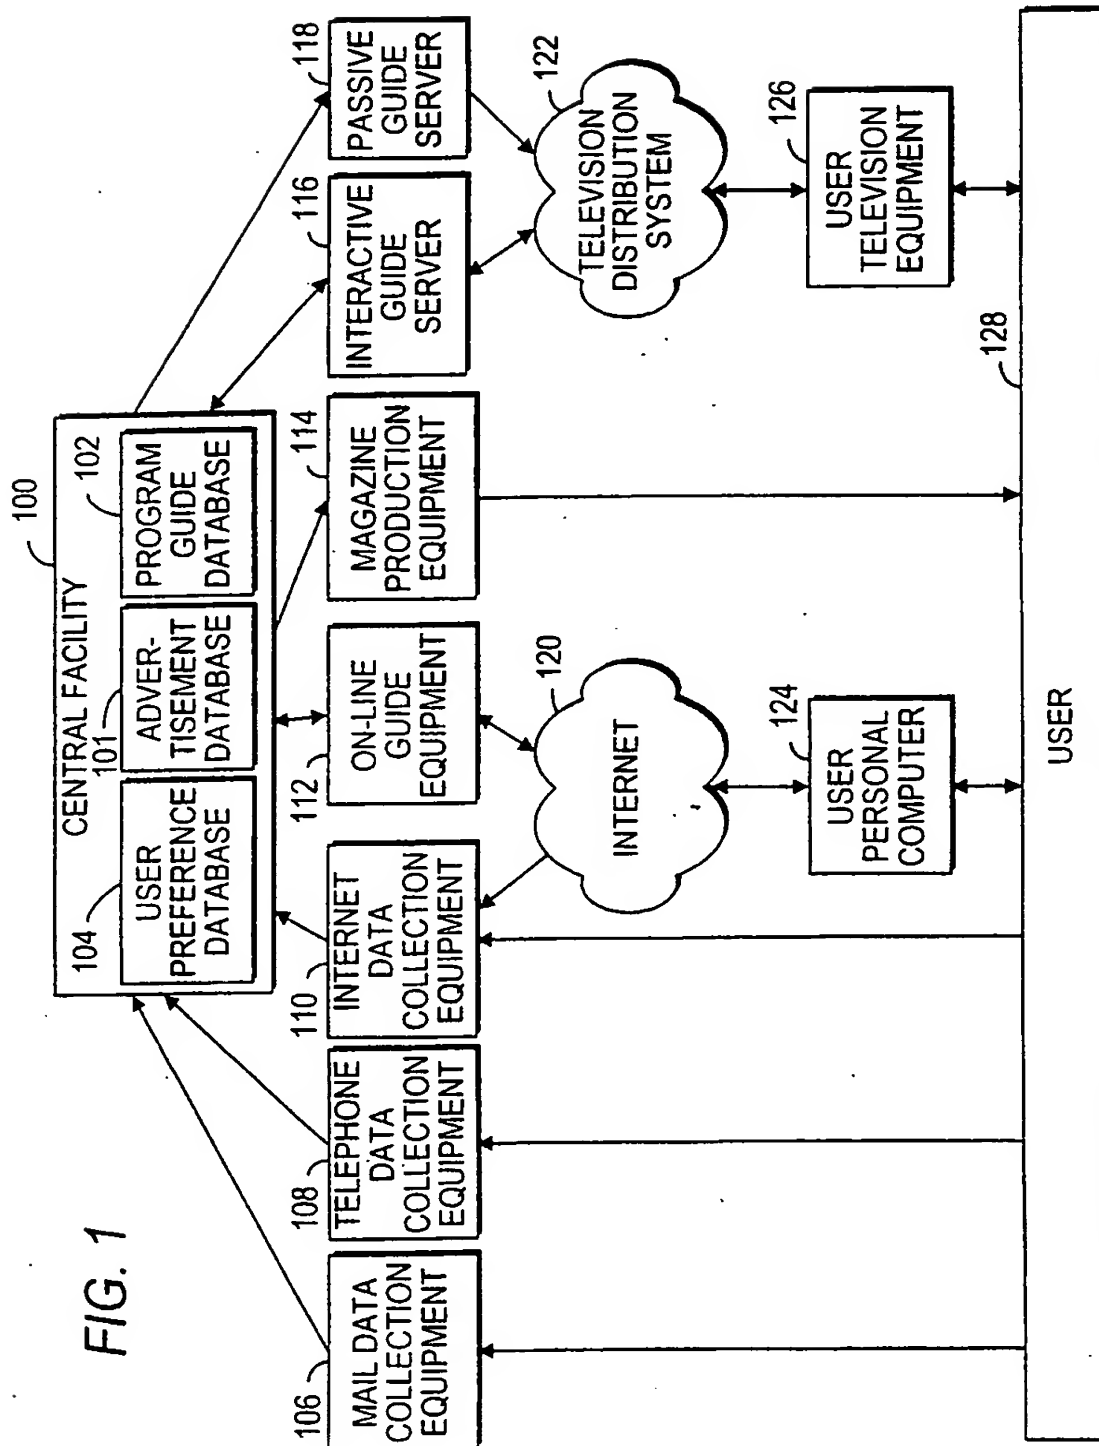 FIG. 1
100
CENTRAL FACILITY
104
USER
PREFERENCE
DATABASE
101
ADVER-
TISEMENT
DATABASE
102
PROGRAM
GUIDE
DATABASE
106
MAIL DATA
COLLECTION
EQUIPMENT
108
TELEPHONE
DATA
COLLECTION
EQUIPMENT
110
INTERNET
DATA
COLLECTION
EQUIPMENT
112
ON-LINE
GUIDE
EQUIPMENT
114
MAGAZINE
PRODUCTION
EQUIPMENT
116
INTERACTIVE
GUIDE
SERVER
118
PASSIVE
GUIDE
SERVER
120
INTERNET
122
TELEVISION
DISTRIBUTION
SYSTEM
124
USER
PERSONAL
COMPUTER
126
USER
TELEVISION
EQUIPMENT
128
USER